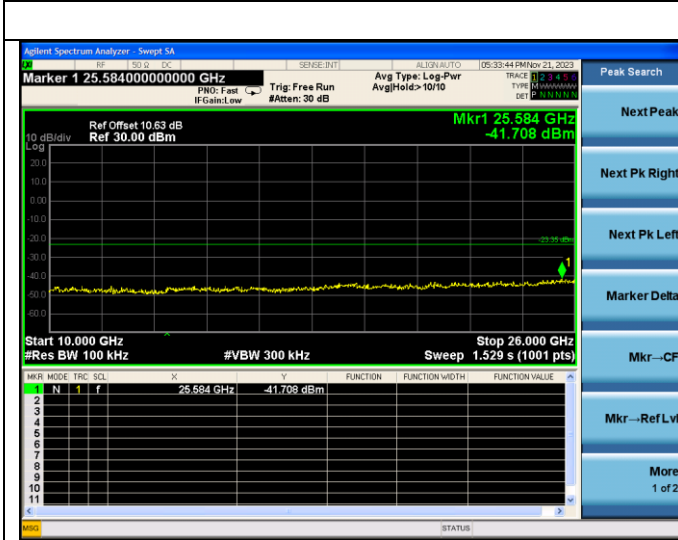 Agilent Spectrum Analyzer - Swept SA
RF 50 Ω DC SENSE:INT ALIGNAUTO 05:33:44 PM Nov 21, 2023
Marker 1 25.584000000000 GHz
PNO: Fast
IFGain:Low
Trig: Free Run
#Atten: 30 dB
Avg Type: Log-Pwr
Avg|Hold:>10/10
TRACE 1 2 3 4 5 6
TYPE M
DET P N N N N N
Ref Offset 10.63 dB
10 dB/div Ref 30.00 dBm
Log
Mkr1 25.584 GHz
-41.708 dBm
20.0
10.0
0.00
-10.0
-20.0
-30.0
-40.0
-50.0
-60.0
-23.35 dBm
1
Start 10.000 GHz Stop 26.000 GHz
#Res BW 100 kHz #VBW 300 kHz Sweep 1.529 s (1001 pts)
MKR MODE TRC SCL X Y FUNCTION FUNCTION WIDTH FUNCTION VALUE
1 N 1 f 25.584 GHz -41.708 dBm
2
3
4
5
6
7
8
9
10
11
MSG STATUS
Peak Search
Next Peak
Next Pk Right
Next Pk Left
Marker Delta
Mkr→CF
Mkr→Ref Lvl
More
1 of 2